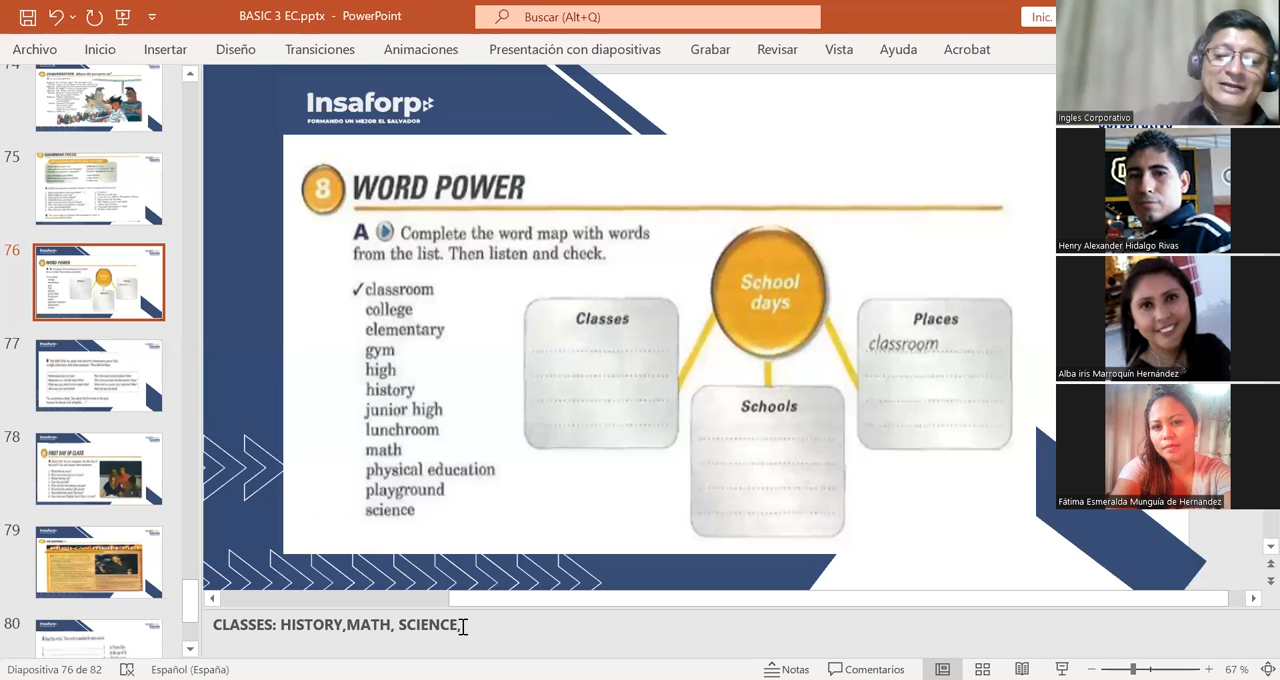 BASIC 3 EC.pptx - PowerPoint
Buscar (Alt+Q)
Inic.
Archivo Inicio Insertar Diseño Transiciones Animaciones Presentación con diapositivas Grabar Revisar Vista Ayuda Acrobat
74
75
76
77
78
FIRST DAY OF CLASS
79
80
Insaforp
FORMANDO UN MEJOR EL SALVADOR
8 WORD POWER
A Complete the word map with words
from the list. Then listen and check.
✓classroom
college
elementary
gym
high
history
junior high
lunchroom
math
physical education
playground
science
School
days
Classes
Schools
Places
classroom
Ingles Corporativo
Henry Alexander Hidalgo Rivas
Alba iris Marroquín Hernández
Fátima Esmeralda Munguía de Hernández
CLASSES: HISTORY,MATH, SCIENCE,
Diapositiva 76 de 82 Español (España) Notas Comentarios 67 %